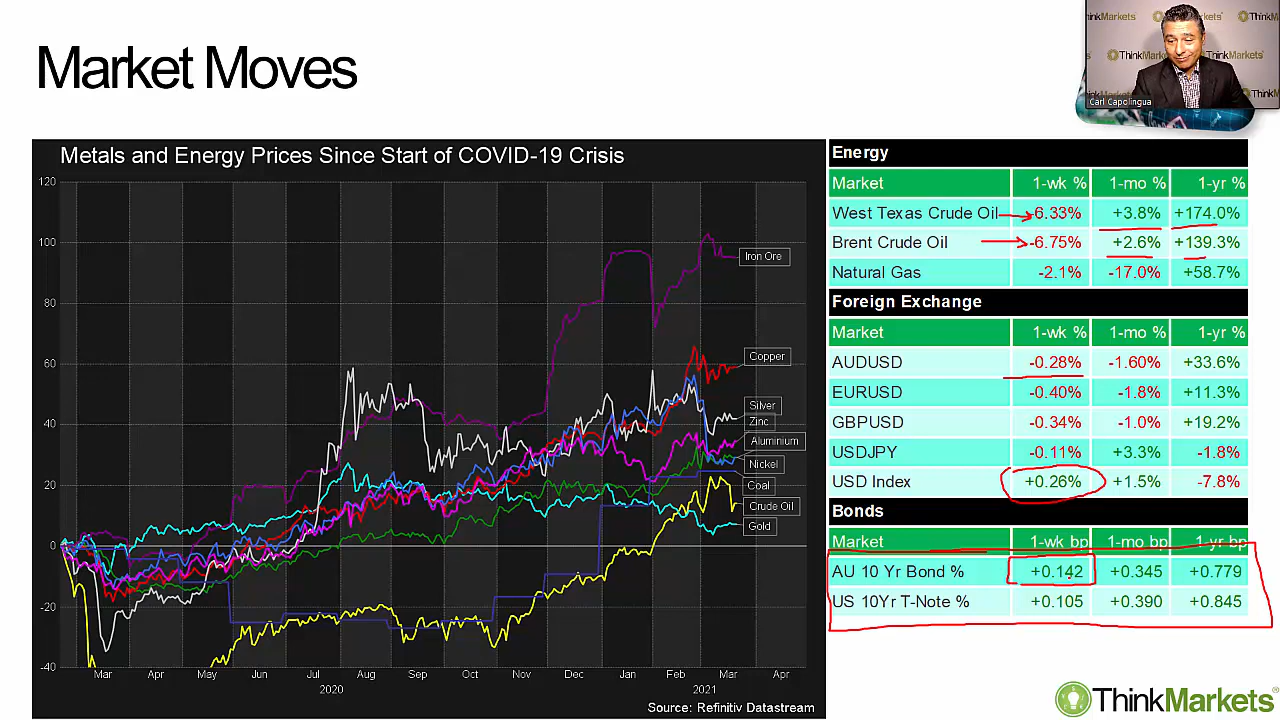 Market Moves
inkMarkets
ThinkMarkets
ThinkMarkets
Carl Capolingua
Metals and Energy Prices Since Start of COVID-19 Crisis
120
100
80
60
40
20
0
-20
-40
Iron Ore
Copper
Silver
Zinc
Aluminium
Nickel
Coal
Crude Oil
Gold
Mar Apr May Jun Jul Aug Sep Oct Nov Dec Jan Feb Mar Apr
2020 2021
Source: Refinitiv Datastream
Energy
Market 1-wk % 1-mo % 1-yr %
West Texas Crude Oil -6.33% +3.8% +174.0%
Brent Crude Oil -6.75% +2.6% +139.3%
Natural Gas -2.1% -17.0% +58.7%
Foreign Exchange
Market 1-wk % 1-mo % 1-yr %
AUDUSD -0.28% -1.60% +33.6%
EURUSD -0.40% -1.8% +11.3%
GBPUSD -0.34% -1.0% +19.2%
USDJPY -0.11% +3.3% -1.8%
USD Index +0.26% +1.5% -7.8%
Bonds
Market 1-wk bp 1-mo bp 1-yr bp
AU 10 Yr Bond % +0.142 +0.345 +0.779
US 10Yr T-Note % +0.105 +0.390 +0.845
ThinkMarkets